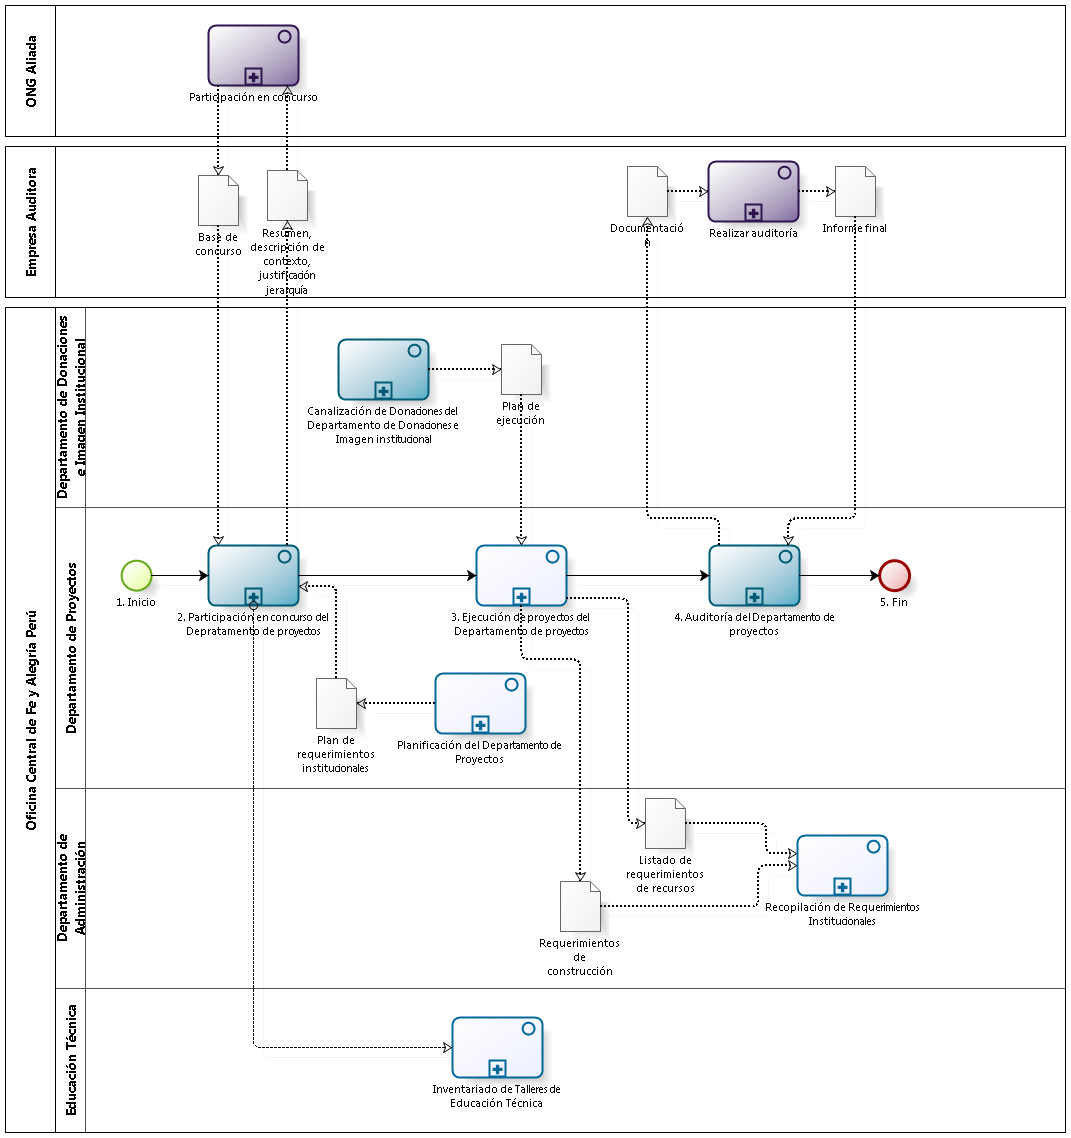 ONG Aliada
Participación en concurso
Empresa Auditora
Base de
concurso
Resumen,
descripción de
contexto,
justificación
jerarquía
Documentació
n
Realizar auditoría
Informe final
Oficina Central de Fe y Alegría Perú
Departamento de Donaciones
e Imagen Institucional
Canalización de Donaciones del
Departamento de Donaciones e
Imagen institucional
Plan de
ejecución
Departamento de Proyectos
1. Inicio
2. Participación en concurso del
Depratamento de proyectos
3. Ejecución de proyectos del
Departamento de proyectos
4. Auditoría del Departamento de
proyectos
5. Fin
Plan de
requerimientos
institucionales
Planificación del Departamento de
Proyectos
Departamento de
Administración
Listado de
requerimientos
de recursos
Requerimientos
de
construcción
Recopilación de Requerimientos
Institucionales
Educación Técnica
Inventariado de Talleres de
Educación Técnica